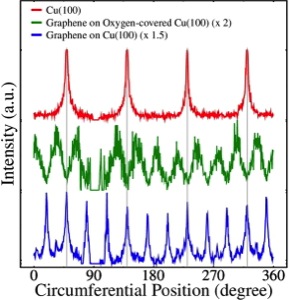 Cu(100)
Graphene on Oxygen-covered Cu(100) (x 2)
Graphene on Cu(100) (x 1.5)
Intensity (a.u.)
0 90 180 270 360
Circumferential Position (degree)